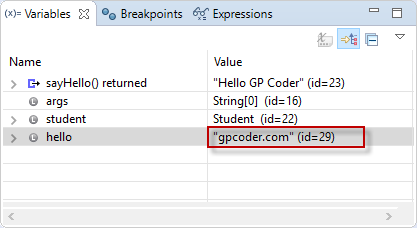 (x)= Variables Breakpoints Expressions
Name Value
sayHello() returned "Hello GP Coder" (id=23)
args String[0] (id=16)
student Student (id=22)
hello "gpcoder.com" (id=29)